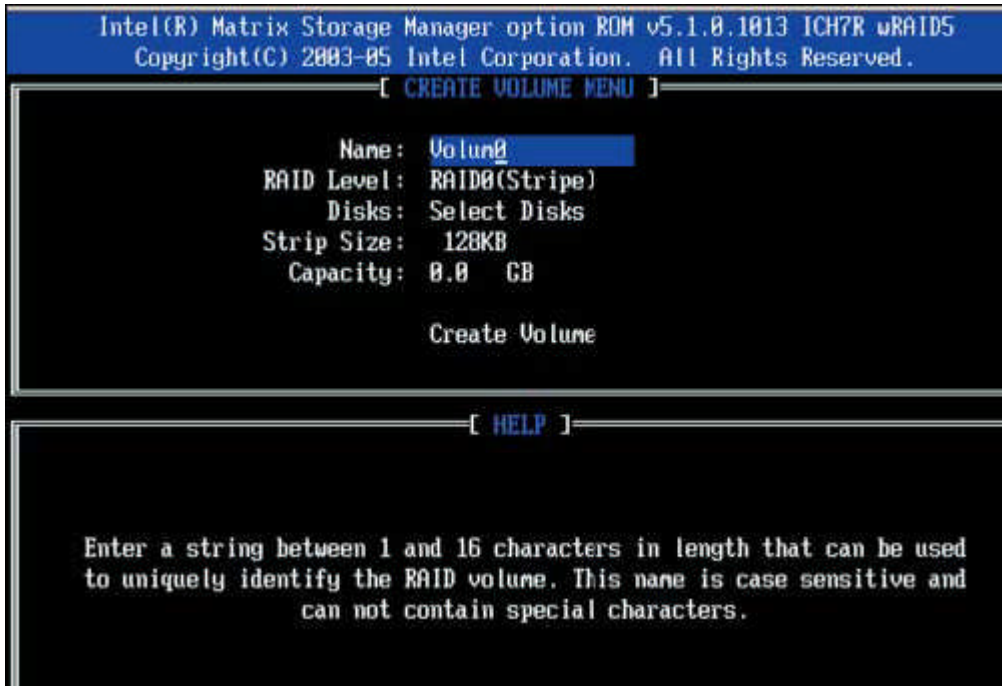 Intel(R) Matrix Storage Manager option ROM v5.1.0.1013 ICH7R wRAID5
Copyright(C) 2003-05 Intel Corporation. All Rights Reserved.
[ CREATE VOLUME MENU ]
Name: Volum0
RAID Level: RAID0(Stripe)
Disks: Select Disks
Strip Size: 128KB
Capacity: 0.0 GB
Create Volume
[ HELP ]
Enter a string between 1 and 16 characters in length that can be used
to uniquely identify the RAID volume. This name is case sensitive and
can not contain special characters.